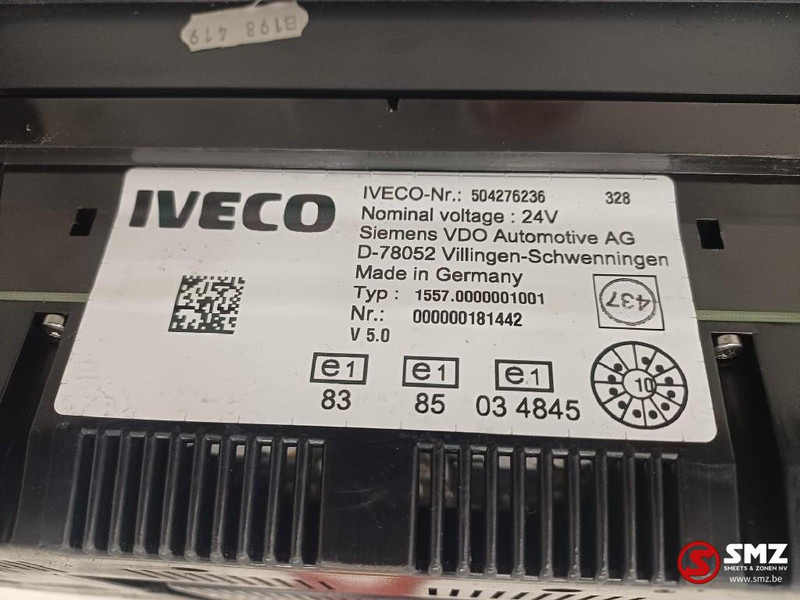 B198 419
IVECO
IVECO-Nr.: 504276236 328
Nominal voltage : 24V
Siemens VDO Automotive AG
D-78052 Villingen-Schwenningen
Made in Germany
Typ : 1557.0000001001
Nr.: 000000181442
V 5.0
437
e1 e1 e1
83 85 03 4845
10
SMZ
SMEETS & ZONEN NV
www.smz.be